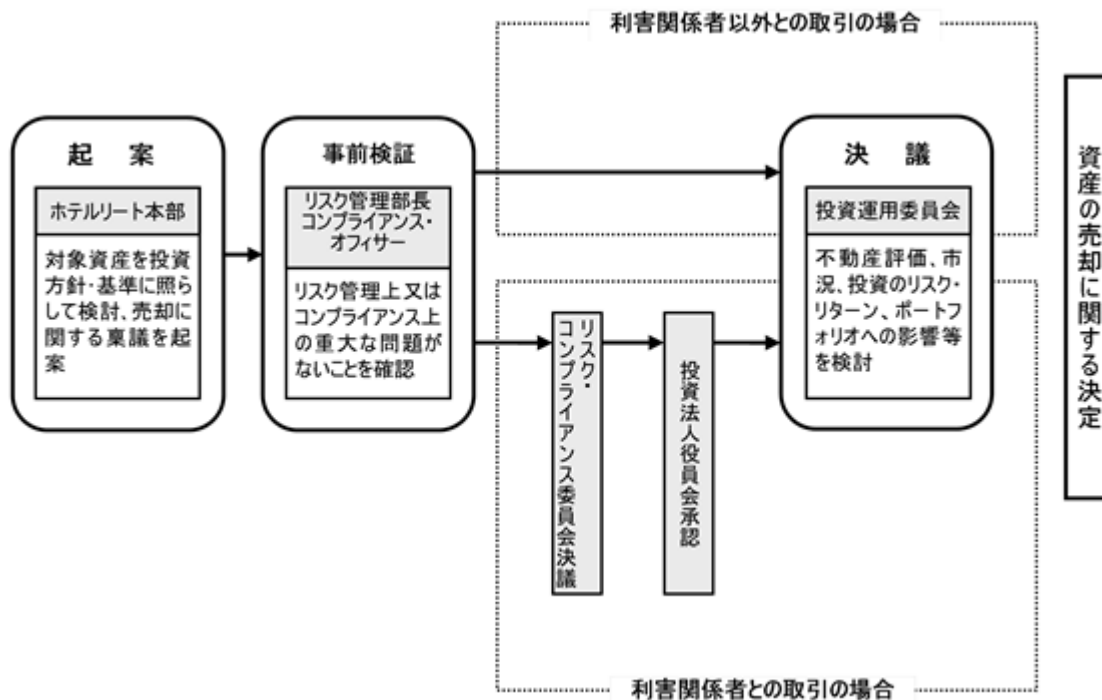 利害関係者以外との取引の場合
起　案
ホテルリート本部
対象資産を投資
方針・基準に照ら
して検討、売却に
関する稟議を起
案
事前検証
リスク管理部長
コンプライアンス・
オフィサー
リスク管理上又は
コンプライアンス上
の重大な問題が
ないことを確認
リスク・
コンプライアンス委員会決議
投資法人役員会承認
決　議
投資運用委員会
不動産評価、市
況、投資のリスク・
リターン、ポートフ
ォリオへの影響等
を検討
資産の売却に関する決定
利害関係者との取引の場合